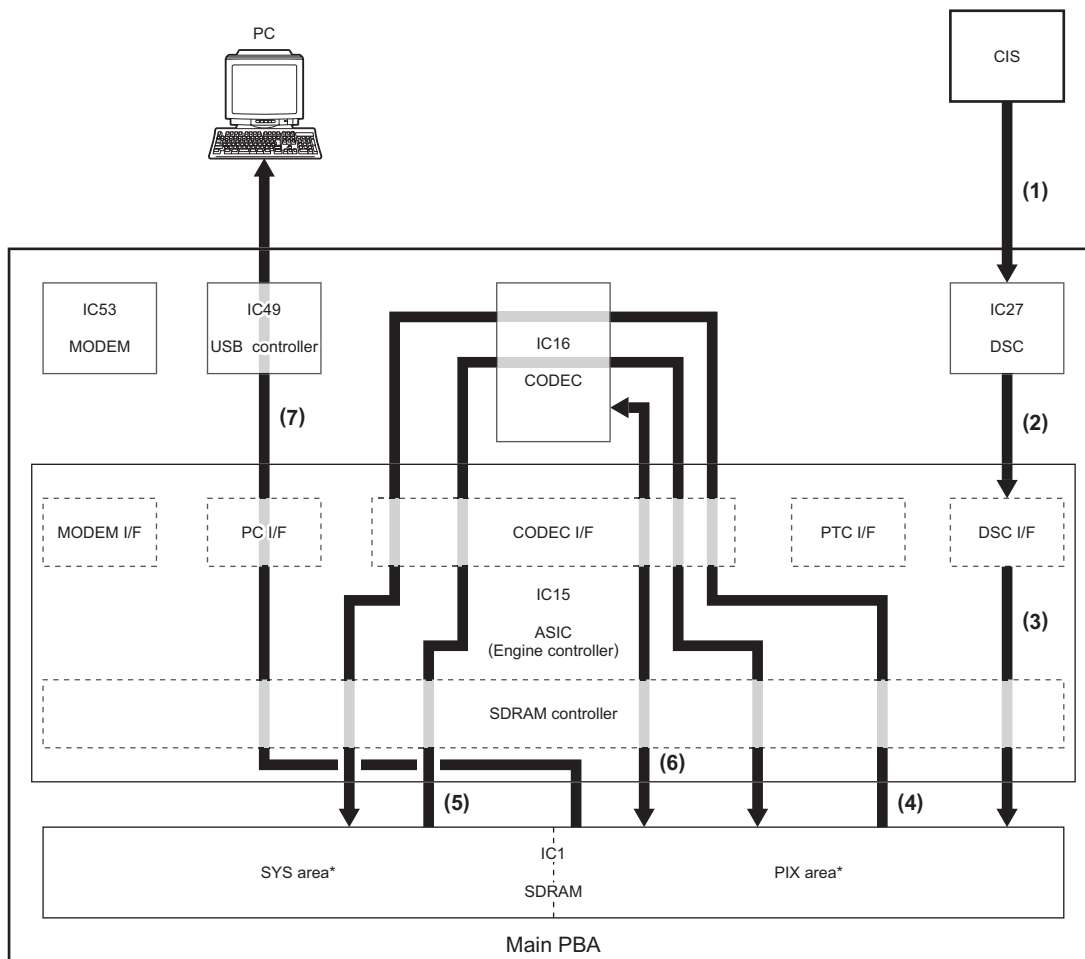 PC
CIS
(1)
IC53
MODEM
IC49
USB controller
IC16
CODEC
IC27
DSC
(7)
(2)
MODEM I/F
PC I/F
CODEC I/F
PTC I/F
DSC I/F
IC15
ASIC
(Engine controller)
(3)
SDRAM controller
(6)
(5)
(4)
SYS area*
IC1
SDRAM
PIX area*
Main PBA